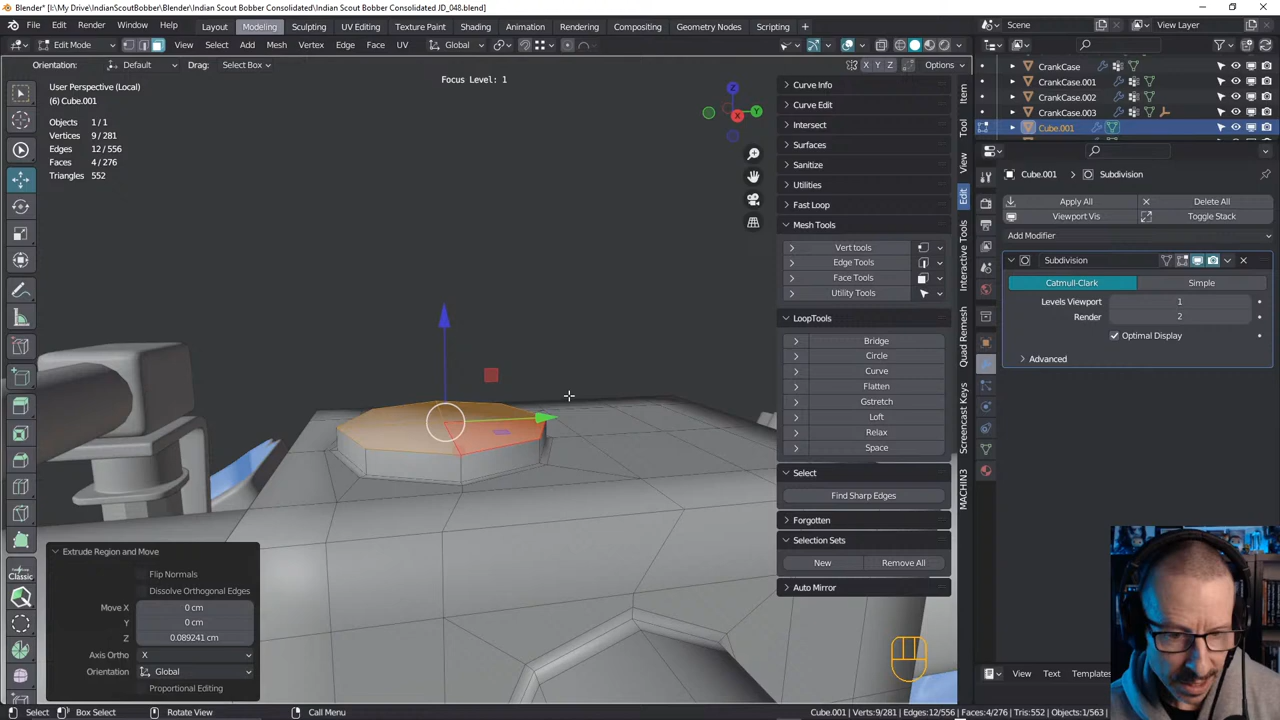 Blender* [I:\My Drive\IndianScoutBobber\Blender\Indian Scout Bobber Consolidated\Indian Scout Bobber Consolidated JD_048.blend]
File Edit Render Window Help Layout Modeling Sculpting UV Editing Texture Paint Shading Animation Rendering Compositing Geometry Nodes Scripting Scene View Layer
Edit Mode View Select Add Mesh Vertex Edge Face UV Global
Orientation: Default Drag: Select Box X Y Z Options
Focus Level: 1
User Perspective (Local)
(6) Cube.001
Objects 1/1
Vertices 9/281
Edges 12/556
Faces 4/276
Triangles 552
Z
Y
X
Classic
Extrude Region and Move
Flip Normals
Dissolve Orthogonal Edges
Move X 0 cm
Y 0 cm
Z 0.089241 cm
Axis Ortho X
Orientation Global
Proportional Editing
Curve Info
Curve Edit
Intersect
Surfaces
Sanitize
Utilities
Fast Loop
Mesh Tools
Vert tools
Edge Tools
Face Tools
Utility Tools
LoopTools
Bridge
Circle
Curve
Flatten
Gstretch
Loft
Relax
Space
Select
Find Sharp Edges
Forgotten
Selection Sets
New Remove All
Auto Mirror
Item
Tool
View
Edit
Interactive Tools
Quad Remesh
Screencast Keys
MACHIN3
CrankCase
CrankCase.001
CrankCase.002
CrankCase.003
Cube.001
Cube.001 Subdivision
Apply All Delete All
Viewport Vis Toggle Stack
Add Modifier
Subdivision
Catmull-Clark Simple
Levels Viewport 1
Render 2
Optimal Display
Advanced
View Text Templates
Select Box Select Rotate View Call Menu
Cube.001 | Verts:9/281 | Edges:12/556 | Faces:4/276 | Tris:552 | Objects:1/563